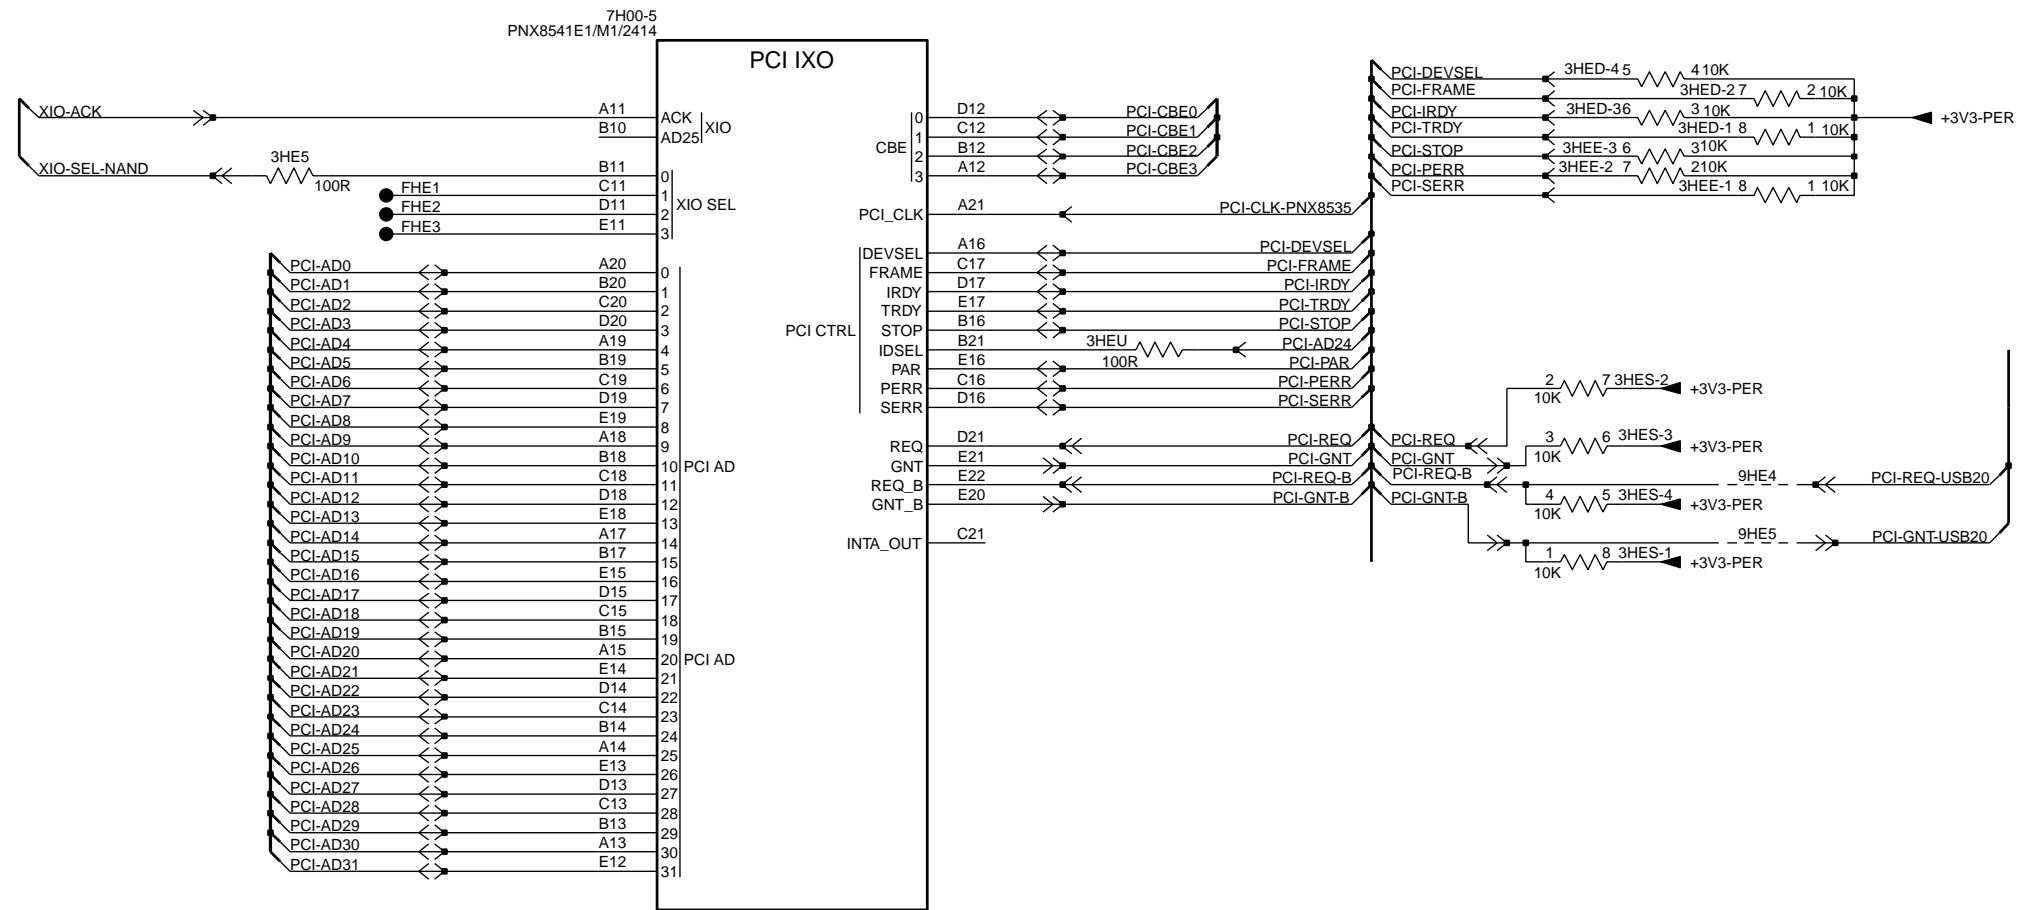 7H00-5
PNX8541E1/M1/2414
PCI IXO
XIO-ACK A11 ACK
B10 AD25 XIO
XIO-SEL-NAND 3HE5 100R B11 0
FHE1 C11 1
FHE2 D11 2 XIO SEL
FHE3 E11 3
PCI-AD0 A20 0
PCI-AD1 B20 1
PCI-AD2 C20 2
PCI-AD3 D20 3
PCI-AD4 A19 4
PCI-AD5 B19 5
PCI-AD6 C19 6
PCI-AD7 D19 7
PCI-AD8 E19 8
PCI-AD9 A18 9
PCI-AD10 B18 10 PCI AD
PCI-AD11 C18 11
PCI-AD12 D18 12
PCI-AD13 E18 13
PCI-AD14 A17 14
PCI-AD15 B17 15
PCI-AD16 E15 16
PCI-AD17 D15 17
PCI-AD18 C15 18
PCI-AD19 B15 19
PCI-AD20 A15 20 PCI AD
PCI-AD21 E14 21
PCI-AD22 D14 22
PCI-AD23 C14 23
PCI-AD24 B14 24
PCI-AD25 A14 25
PCI-AD26 E13 26
PCI-AD27 D13 27
PCI-AD28 C13 28
PCI-AD29 B13 29
PCI-AD30 A13 30
PCI-AD31 E12 31
CBE
0 D12 PCI-CBE0
1 C12 PCI-CBE1
2 B12 PCI-CBE2
3 A12 PCI-CBE3
PCI_CLK A21 PCI-CLK-PNX8535
PCI CTRL
DEVSEL A16 PCI-DEVSEL
FRAME C17 PCI-FRAME
IRDY D17 PCI-IRDY
TRDY E17 PCI-TRDY
STOP B16 PCI-STOP
IDSEL B21 3HEU 100R PCI-AD24
PAR E16 PCI-PAR
PERR C16 PCI-PERR
SERR D16 PCI-SERR
REQ D21 PCI-REQ
GNT E21 PCI-GNT
REQ_B E22 PCI-REQ-B
GNT_B E20 PCI-GNT-B
INTA_OUT C21
PCI-DEVSEL 3HED-4 5 4 10K
PCI-FRAME 3HED-2 7 2 10K
PCI-IRDY 3HED-3 6 3 10K
+3V3-PER
PCI-TRDY 3HED-1 8 1 10K
PCI-STOP 3HEE-3 6 3 10K
PCI-PERR 3HEE-2 7 2 10K
PCI-SERR 3HEE-1 8 1 10K
2 7 3HES-2 10K +3V3-PER
PCI-REQ 3 6 3HES-3 10K +3V3-PER
PCI-GNT
PCI-REQ-B 9HE4 PCI-REQ-USB20
PCI-GNT-B 4 5 3HES-4 10K +3V3-PER
9HE5 PCI-GNT-USB20
1 8 3HES-1 10K +3V3-PER